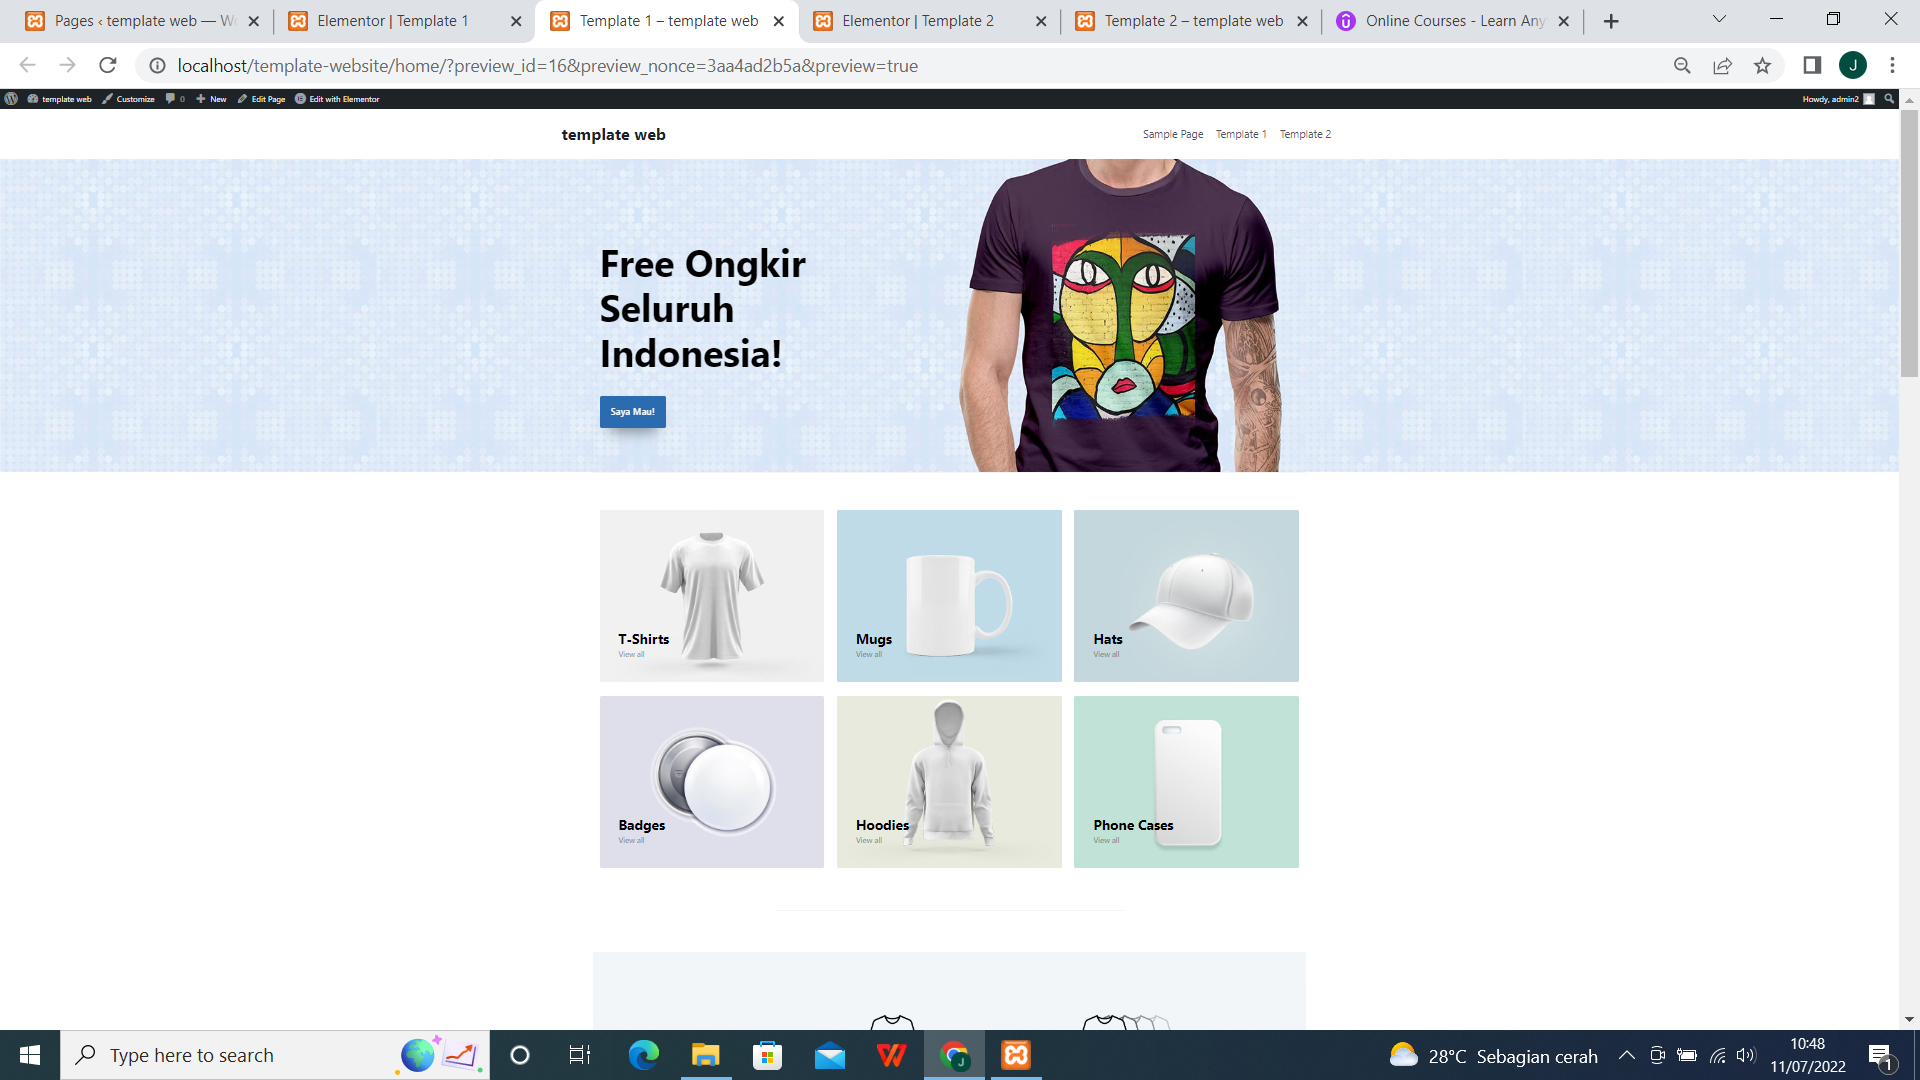 Pages ‹ template web — W
Elementor | Template 1
Template 1 – template web
Elementor | Template 2
Template 2 – template web
Online Courses - Learn Any
localhost/template-website/home/?preview_id=16&preview_nonce=3aa4ad2b5a&preview=true
J
template web
Customize
0
New
Edit Page
Edit with Elementor
Howdy, admin2
template web
Sample Page
Template 1
Template 2
Free Ongkir
Seluruh
Indonesia!
Saya Mau!
T-Shirts
View all
Mugs
View all
Hats
View all
Badges
View all
Hoodies
View all
Phone Cases
View all
Type here to search
J
28°C Sebagian cerah
10:48
11/07/2022
1